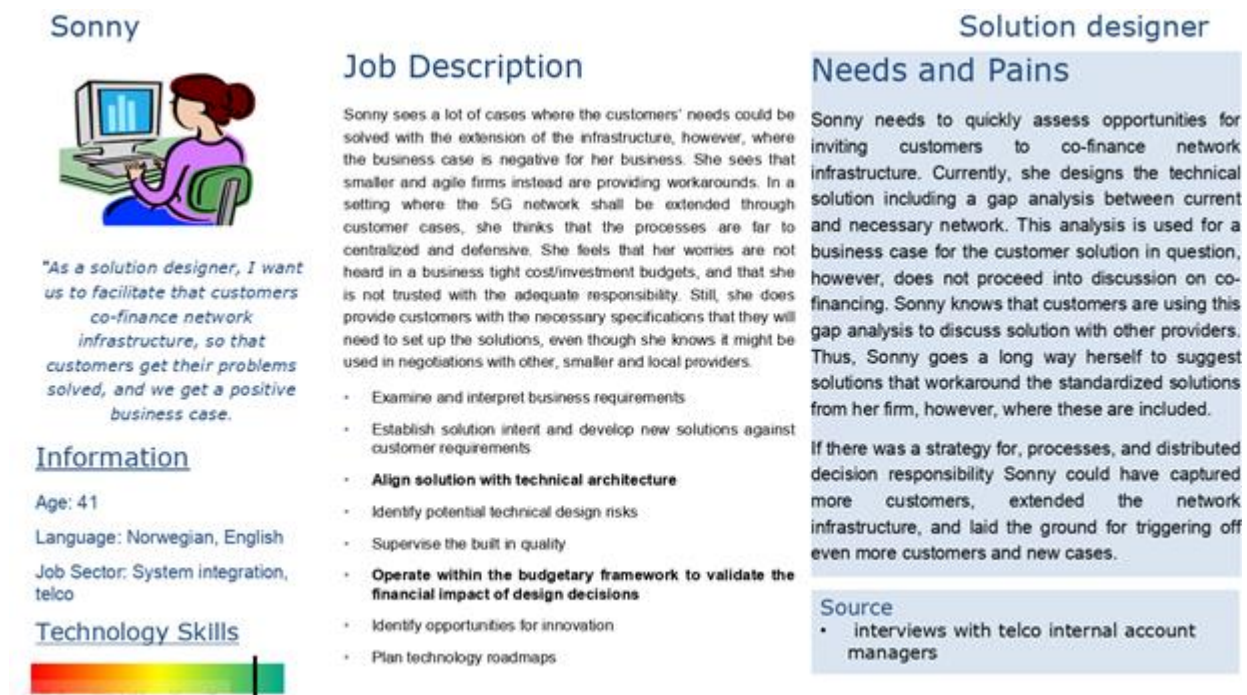 Sonny
"As a solution designer, I want
us to facilitate that customers
co-finance network
infrastructure, so that
customers get their problems
solved, and we get a positive
business case.
Information
Age: 41
Language: Norwegian, English
Job Sector: System integration,
telco
Technology Skills
Job Description
Sonny sees a lot of cases where the customers' needs could be
solved with the extension of the infrastructure, however, where
the business case is negative for her business. She sees that
smaller and agile firms instead are providing workarounds. In a
setting where the 5G network shall be extended through
customer cases, she thinks that the processes are far to
centralized and defensive. She feels that her worries are not
heard in a business tight cost/investment budgets, and that she
is not trusted with the adequate responsibility. Still, she does
provide customers with the necessary specifications that they will
need to set up the solutions, even though she knows it might be
used in negotiations with other, smaller and local providers.
• Examine and interpret business requirements
• Establish solution intent and develop new solutions against
customer requirements
• Align solution with technical architecture
• Identify potential technical design risks
• Supervise the built in quality
• Operate within the budgetary framework to validate the
financial impact of design decisions
• Identify opportunities for innovation
• Plan technology roadmaps
Solution designer
Needs and Pains
Sonny needs to quickly assess opportunities for
inviting customers to co-finance network
infrastructure. Currently, she designs the technical
solution including a gap analysis between current
and necessary network. This analysis is used for a
business case for the customer solution in question,
however, does not proceed into discussion on co-
financing. Sonny knows that customers are using this
gap analysis to discuss solution with other providers.
Thus, Sonny goes a long way herself to suggest
solutions that workaround the standardized solutions
from her firm, however, where these are included.
If there was a strategy for, processes, and distributed
decision responsibility Sonny could have captured
more customers, extended the network
infrastructure, and laid the ground for triggering off
even more customers and new cases.
Source
• interviews with telco internal account
managers